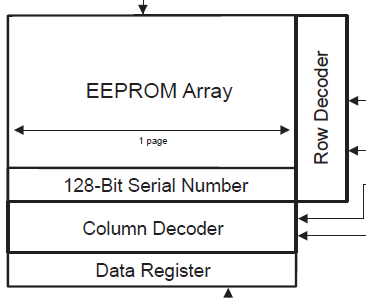 EEPROM Array
1 page
Row Decoder
128-Bit Serial Number
Column Decoder
Data Register